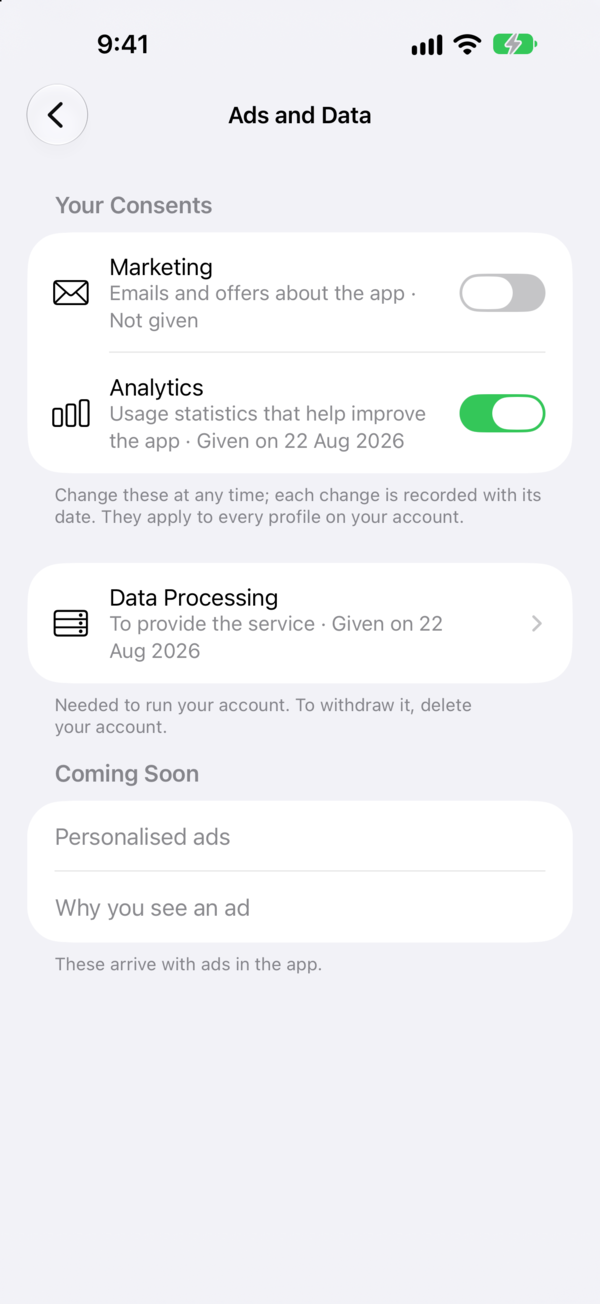 9:41
Ads and Data
Your Consents
Marketing
Emails and offers about the app ·
Not given
Analytics
Usage statistics that help improve
the app · Given on 22 Aug 2026
Change these at any time; each change is recorded with its
date. They apply to every profile on your account.
Data Processing
To provide the service · Given on 22
Aug 2026
Needed to run your account. To withdraw it, delete
your account.
Coming Soon
Personalised ads
Why you see an ad
These arrive with ads in the app.